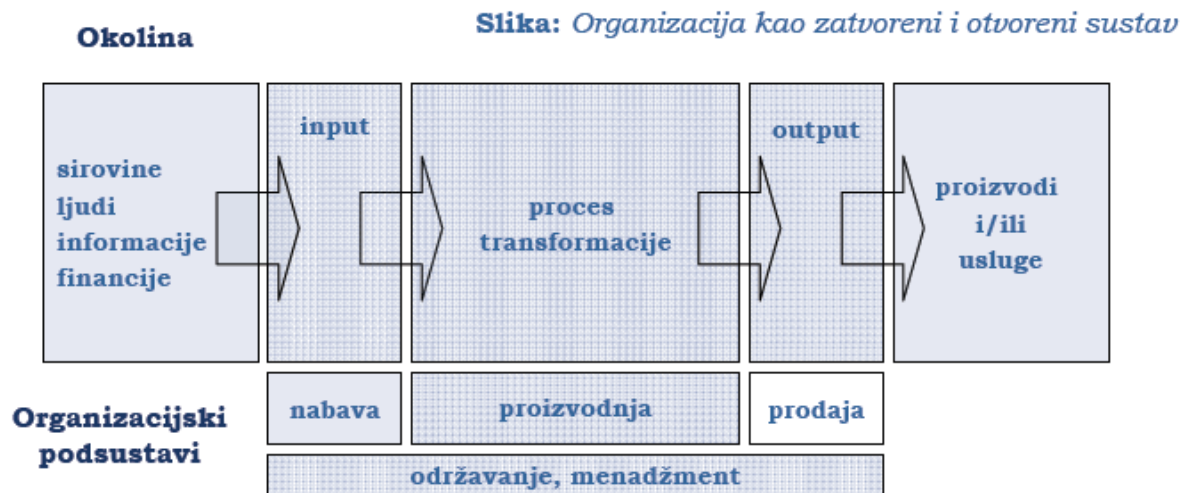 Okolina
Slika: Organizacija kao zatvoreni i otvoreni sustav
sirovine
ljudi
informacije
financije
input
proces
transformacije
output
proizvodi
i/ili
usluge
Organizacijski
podsustavi
nabava
proizvodnja
prodaja
održavanje, menadžment